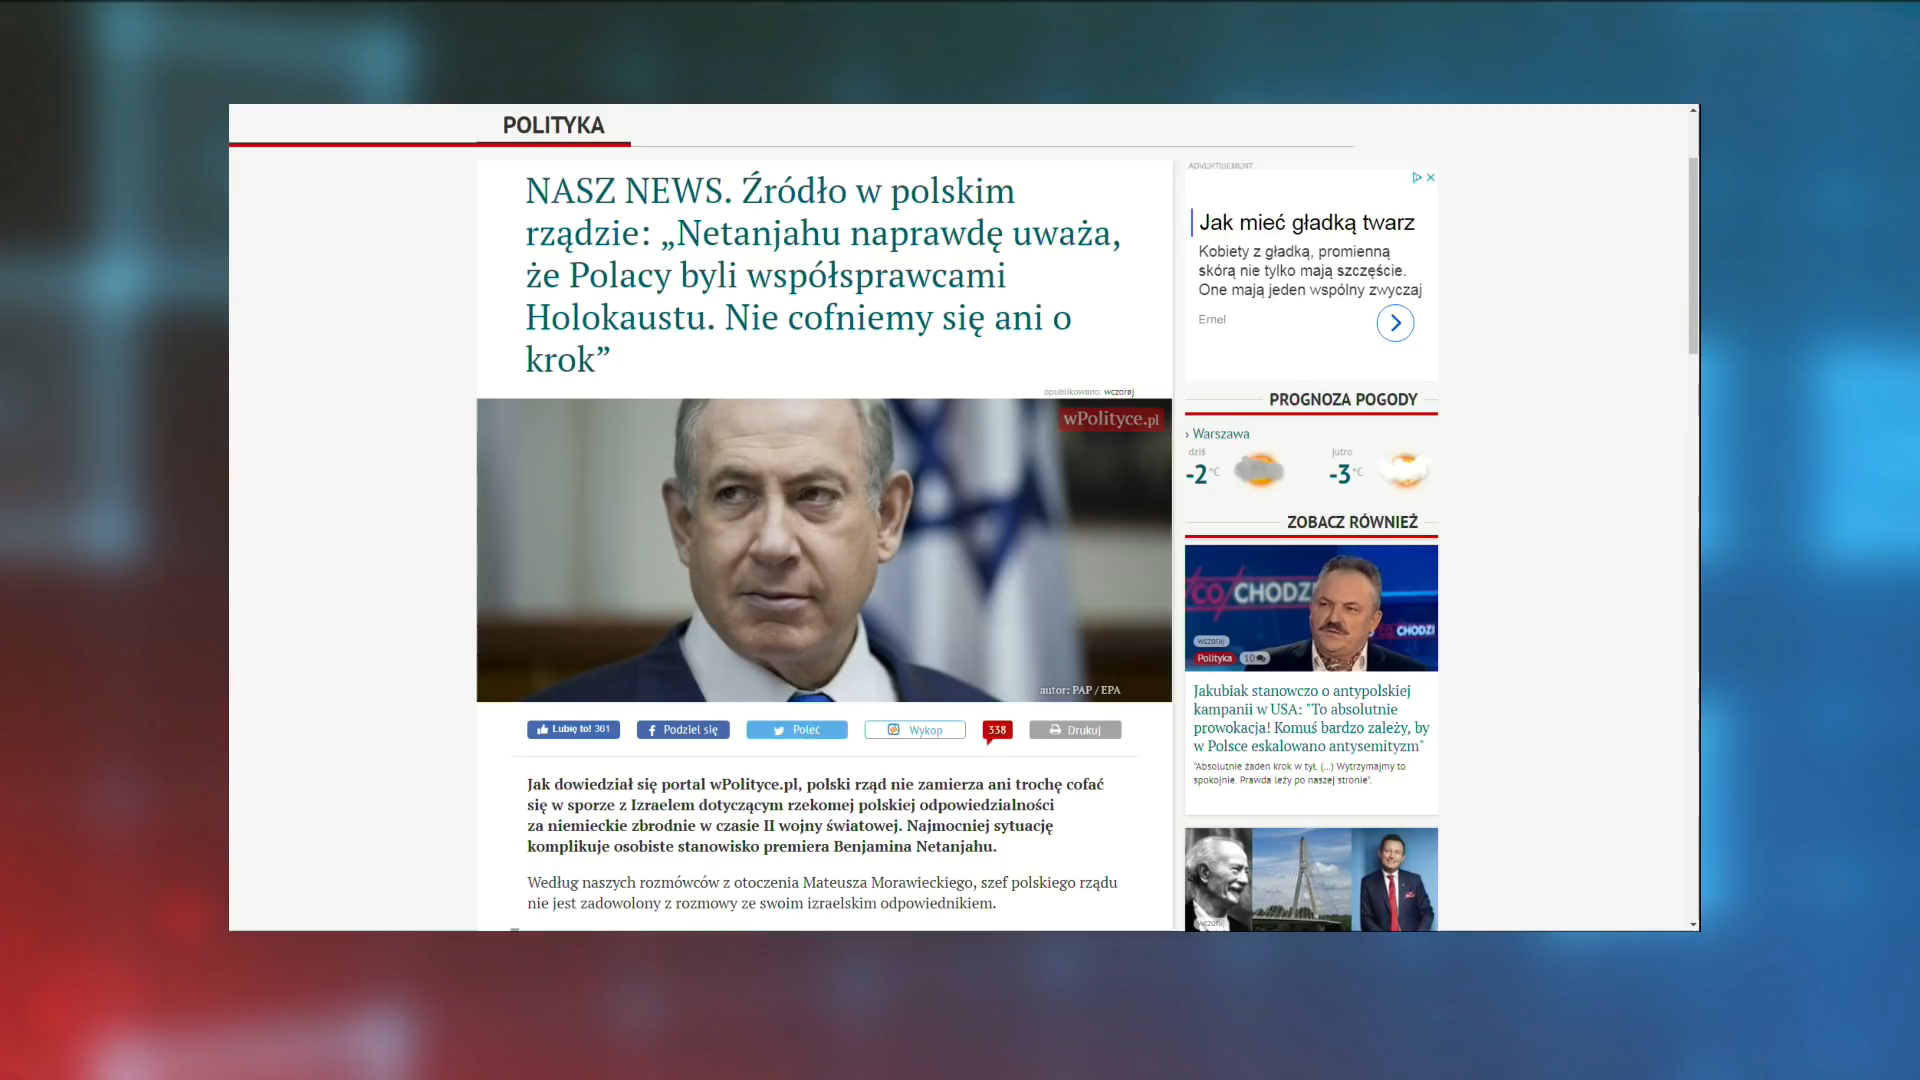 POLITYKA
NASZ NEWS. Źródło w polskim
rządzie: „Netanjahu naprawdę uważa,
że Polacy byli współsprawcami
Holokaustu. Nie cofniemy się ani o
krok”
opublikowano: wczoraj
wPolityce.pl
autor: PAP / EPA
Lubię to! 361
Podziel się
Poleć
Wykop
338
Drukuj
Jak dowiedział się portal wPolityce.pl, polski rząd nie zamierza ani trochę cofać
się w sporze z Izraelem dotyczącym rzekomej polskiej odpowiedzialności
za niemieckie zbrodnie w czasie II wojny światowej. Najmocniej sytuację
komplikuje osobiste stanowisko premiera Benjamina Netanjahu.
Według naszych rozmówców z otoczenia Mateusza Morawieckiego, szef polskiego rządu
nie jest zadowolony z rozmowy ze swoim izraelskim odpowiednikiem.
ADVERTISEMENT
Jak mieć gładką twarz
Kobiety z gładką, promienną
skórą nie tylko mają szczęście.
One mają jeden wspólny zwyczaj
Ernel
PROGNOZA POGODY
› Warszawa
dziś
-2 °C
jutro
-3 °C
ZOBACZ RÓWNIEŻ
CO CHODZI
CO CHODZI
wczoraj
Polityka 10
Jakubiak stanowczo o antypolskiej
kampanii w USA: "To absolutnie
prowokacja! Komuś bardzo zależy, by
w Polsce eskalowano antysemityzm"
"Absolutnie żaden krok w tył. (...) Wytrzymajmy to
spokojnie. Prawda leży po naszej stronie".
wczoraj